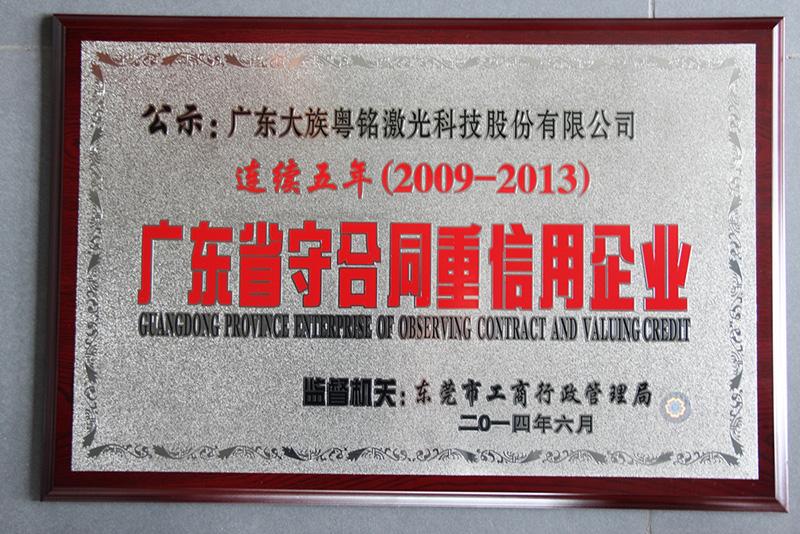 公示：广东大族粤铭激光科技股份有限公司
连续五年(2009-2013)
广东省守合同重信用企业
GUANGDONG PROVINCE ENTERPRISE OF OBSERVING CONTRACT AND VALUING CREDIT
监督机关：东莞市工商行政管理局
二〇一四年六月